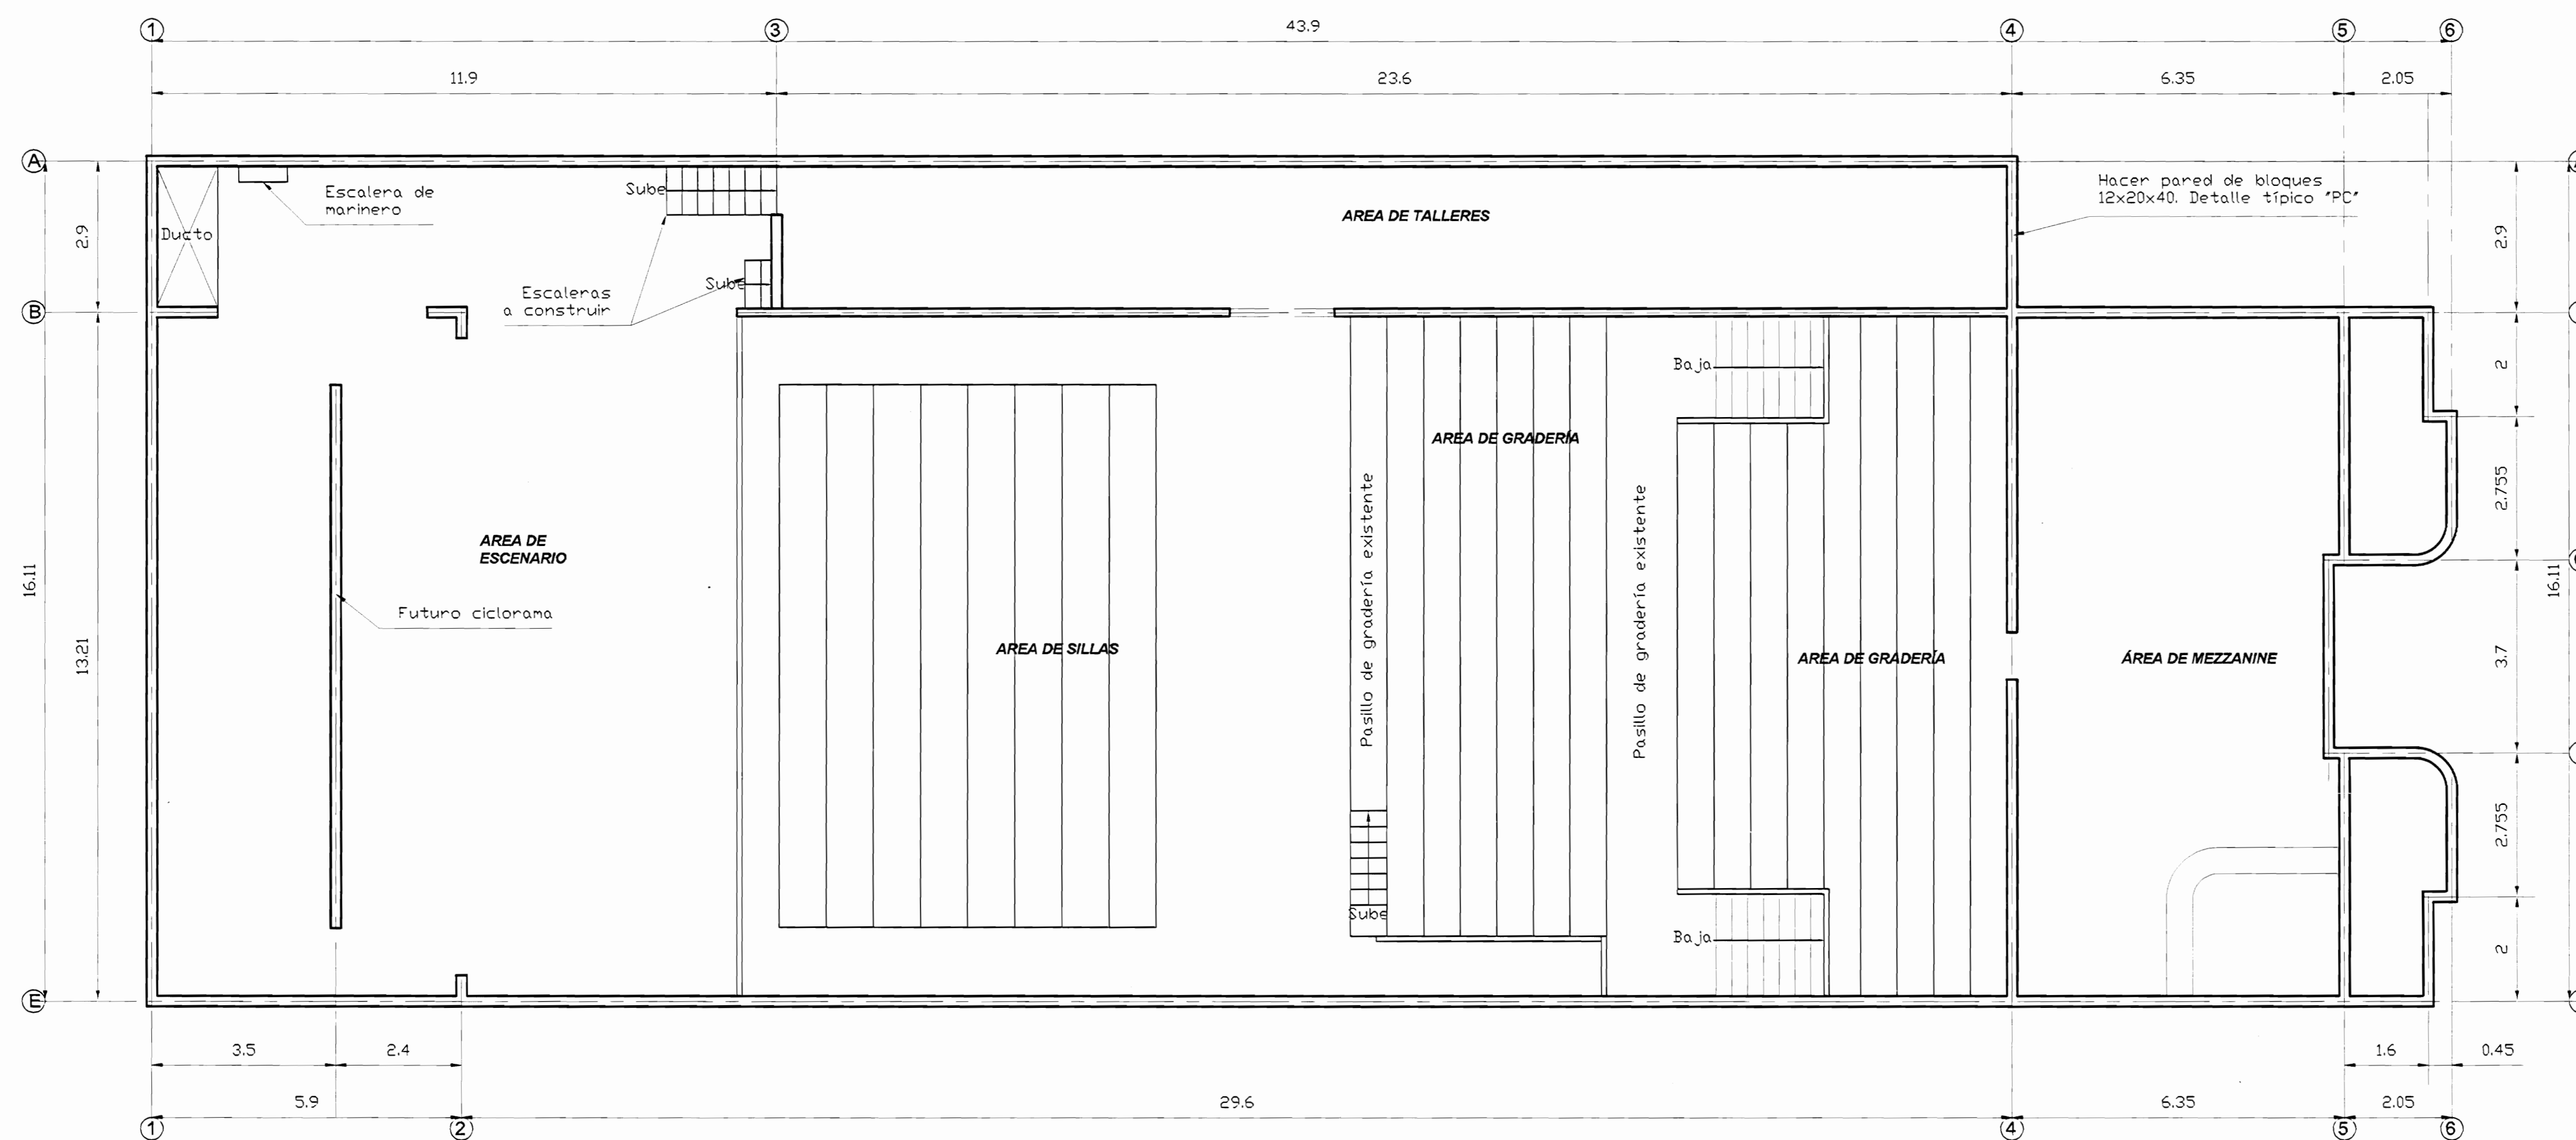 1
3
43.9
4
5
6
11.9
23.6
6.35
2.05
A
Escalera de
marinero
Sube
AREA DE TALLERES
Hacer pared de bloques
12x20x40. Detalle típico "PC"
2.9
Ducto
2.9
Sube
Escaleras
a construir
B
Baja
2
AREA DE GRADERÍA
Pasillo de gradería existente
Pasillo de gradería existente
2.755
AREA DE
ESCENARIO
16.11
16.11
Futuro ciclorama
13.21
AREA DE SILLAS
AREA DE GRADERÍA
ÁREA DE MEZZANINE
3.7
2.755
Sube
Baja
2
E
3.5
2.4
1.6
0.45
5.9
29.6
6.35
2.05
1
2
4
5
6